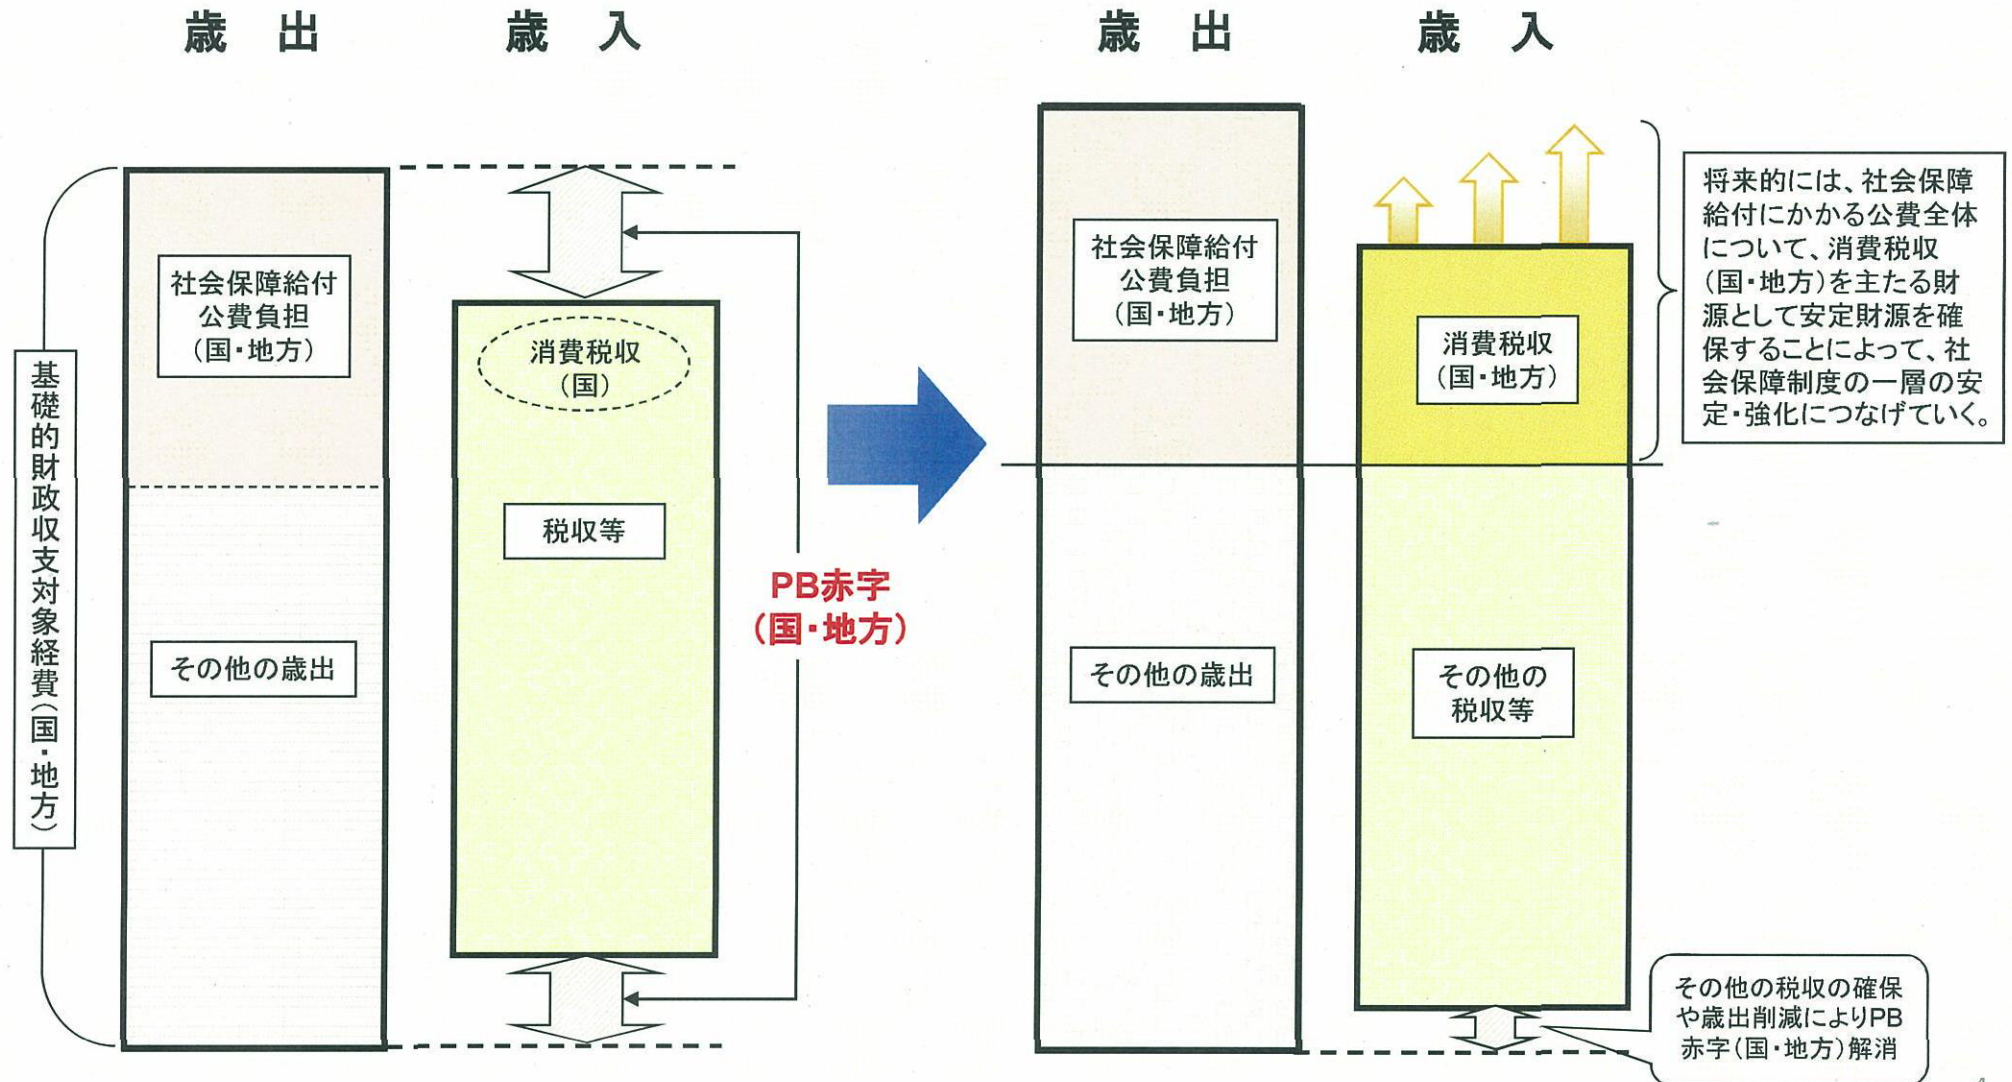 歳 出
歳 入
基礎的財政収支対象経費(国・地方)
社会保障給付
公費負担
(国・地方)
その他の歳出
消費税収
(国)
税収等
PB赤字
(国・地方)
歳 出
歳 入
社会保障給付
公費負担
(国・地方)
その他の歳出
消費税収
(国・地方)
その他の
税収等
将来的には、社会保障
給付にかかる公費全体
について、消費税収
(国・地方)を主たる財
源として安定財源を確
保することによって、社
会保障制度の一層の安
定・強化につなげていく。
その他の税収の確保
や歳出削減によりPB
赤字(国・地方)解消